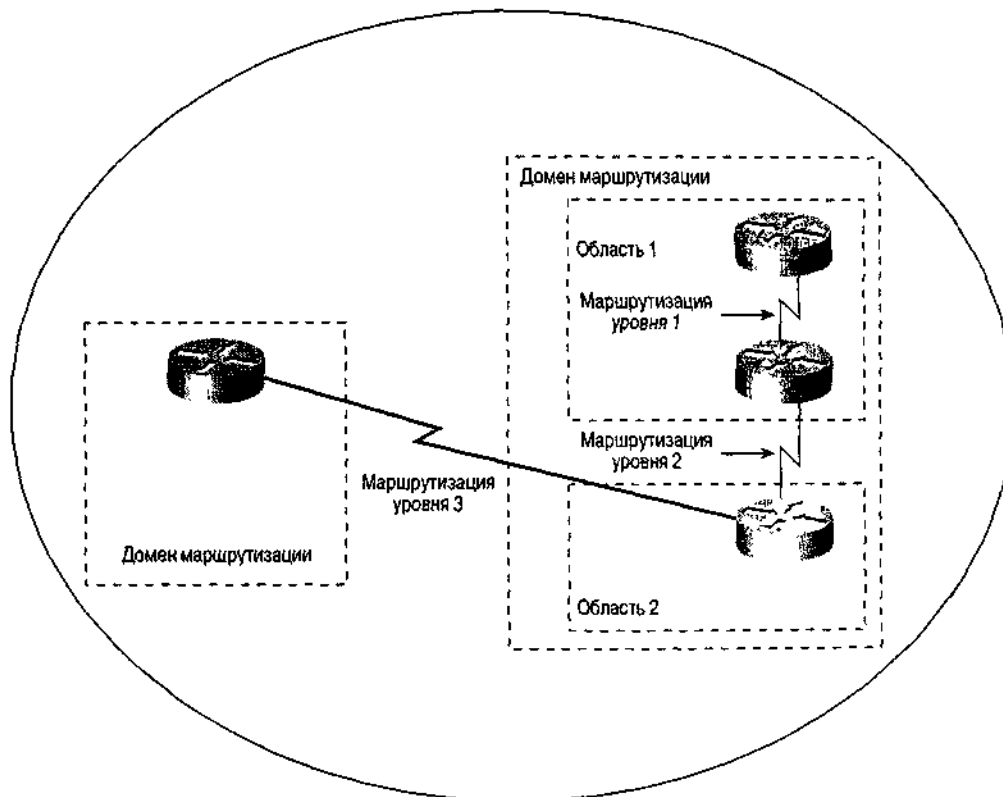 Домен маршрутизации
Область 1
Маршрутизация
уровня 1
Маршрутизация
уровня 2
Маршрутизация
уровня 3
Домен маршрутизации
Область 2